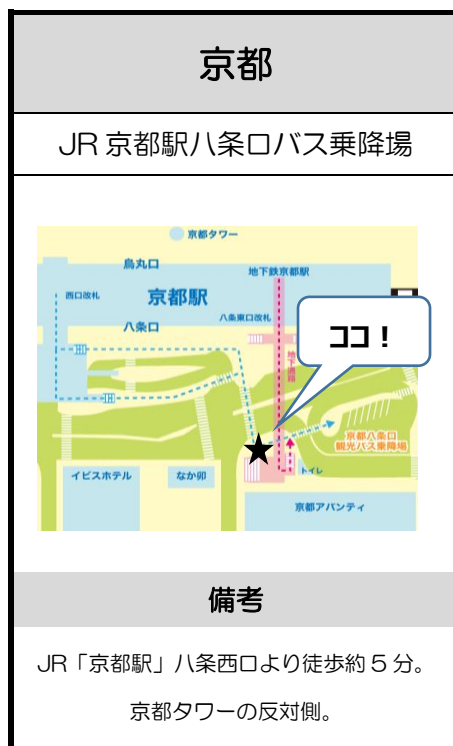 京都
JR京都駅八条口バス乗降場
京都タワー
烏丸口
地下鉄京都駅
西口改札
京都駅
八条東口改札
八条口
ココ！
地下通路
京都八条口
観光バス乗降場
イビスホテル
なか卯
トイレ
京都アバンティ
備考
JR「京都駅」八条西口より徒歩約5分。
京都タワーの反対側。